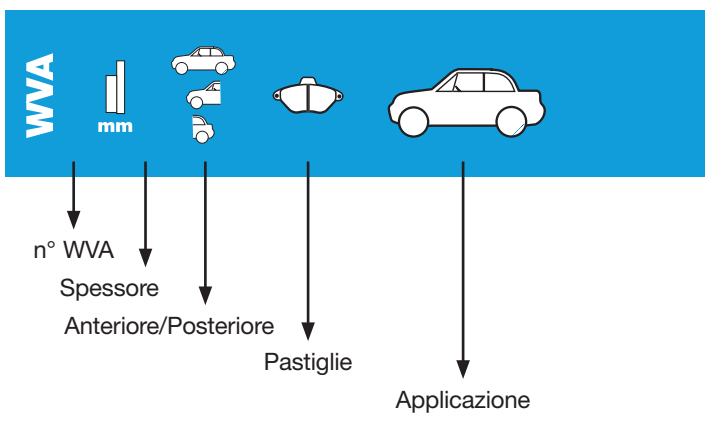 WVA
mm
n° WVA
Spessore
Anteriore/Posteriore
Pastiglie
Applicazione